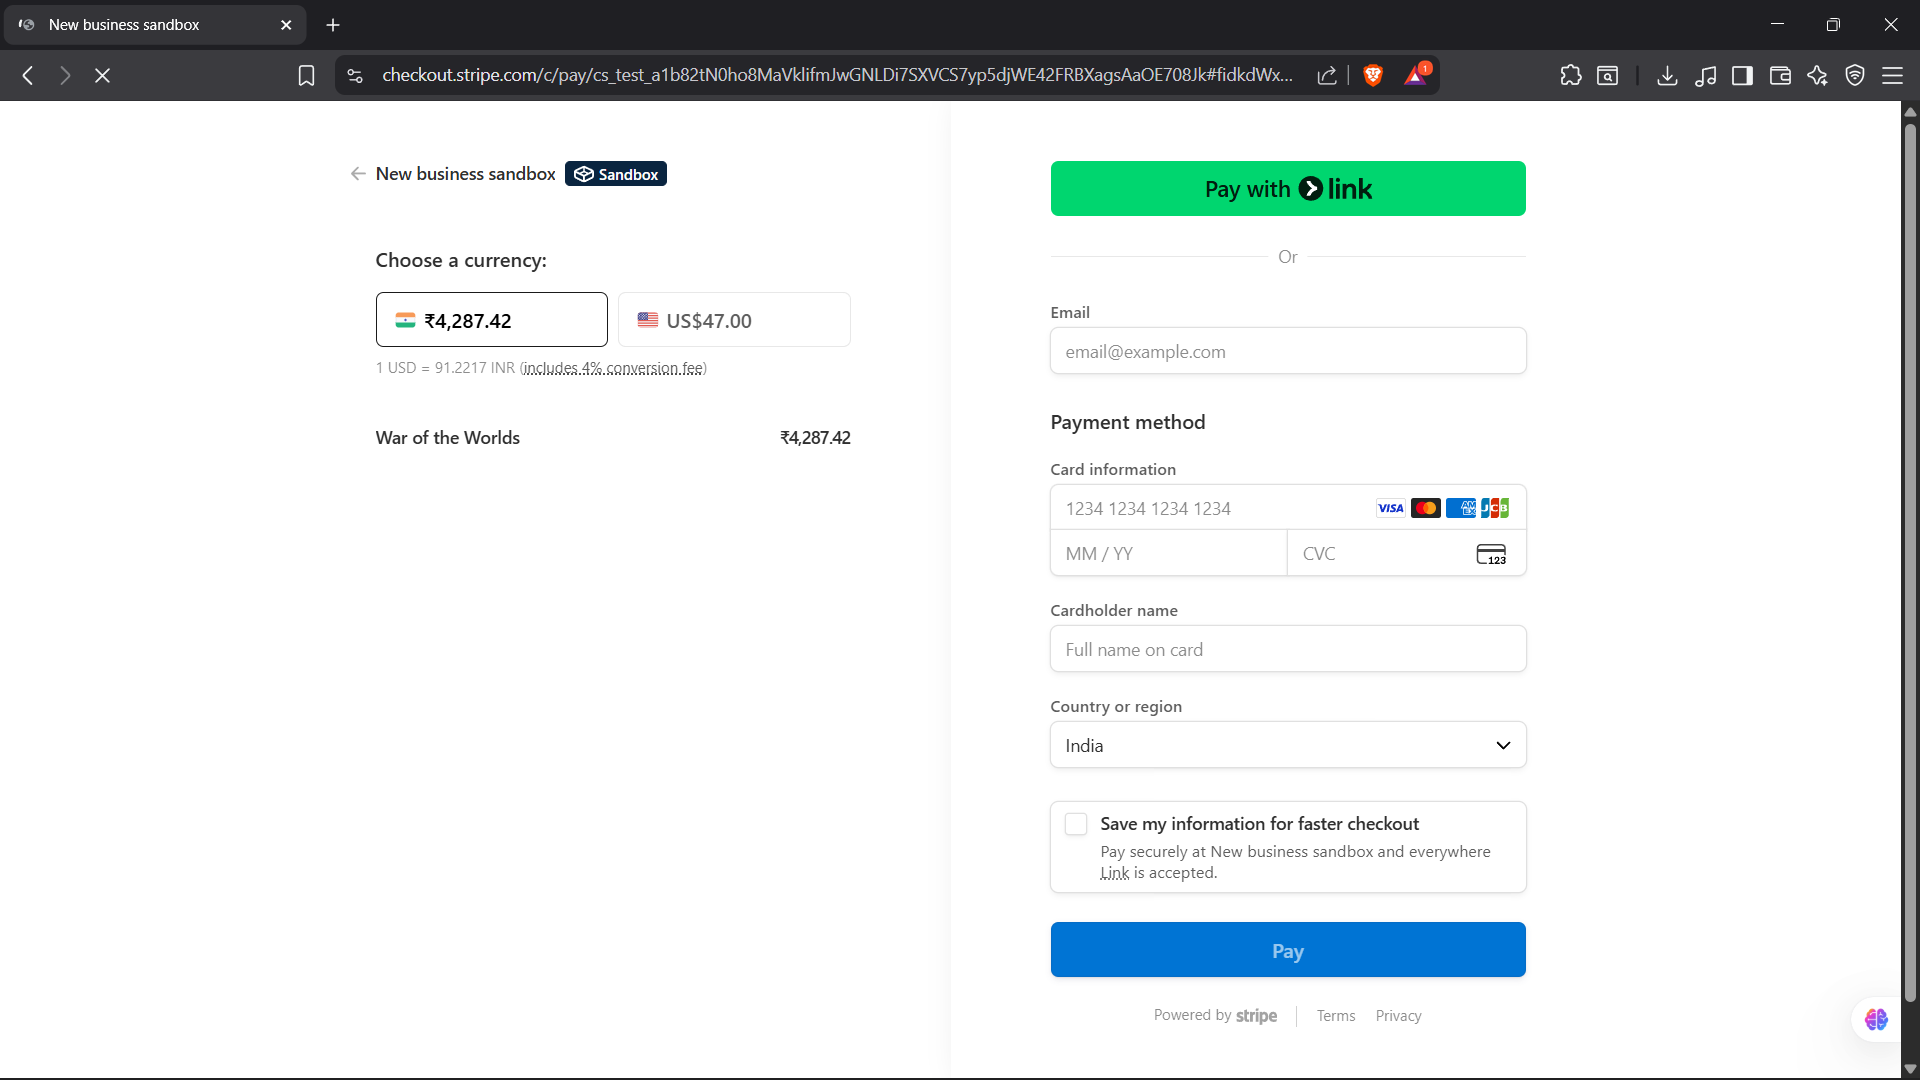 New business sandbox
checkout.stripe.com/c/pay/cs_test_a1b82tN0ho8MaVklifmJwGNLDi7SXVCS7yp5djWE42FRBXagsAaOE708Jk#fidkdWx...
1
New business sandbox
Sandbox
Choose a currency:
₹4,287.42
US$47.00
1 USD = 91.2217 INR (includes 4% conversion fee)
War of the Worlds
₹4,287.42
Pay with link
Or
Email
email@example.com
Payment method
Card information
1234 1234 1234 1234
VISA
AMEX
JCB
MM / YY
CVC
123
Cardholder name
Full name on card
Country or region
India
Save my information for faster checkout
Pay securely at New business sandbox and everywhere
Link is accepted.
Pay
Powered by stripe
Terms
Privacy